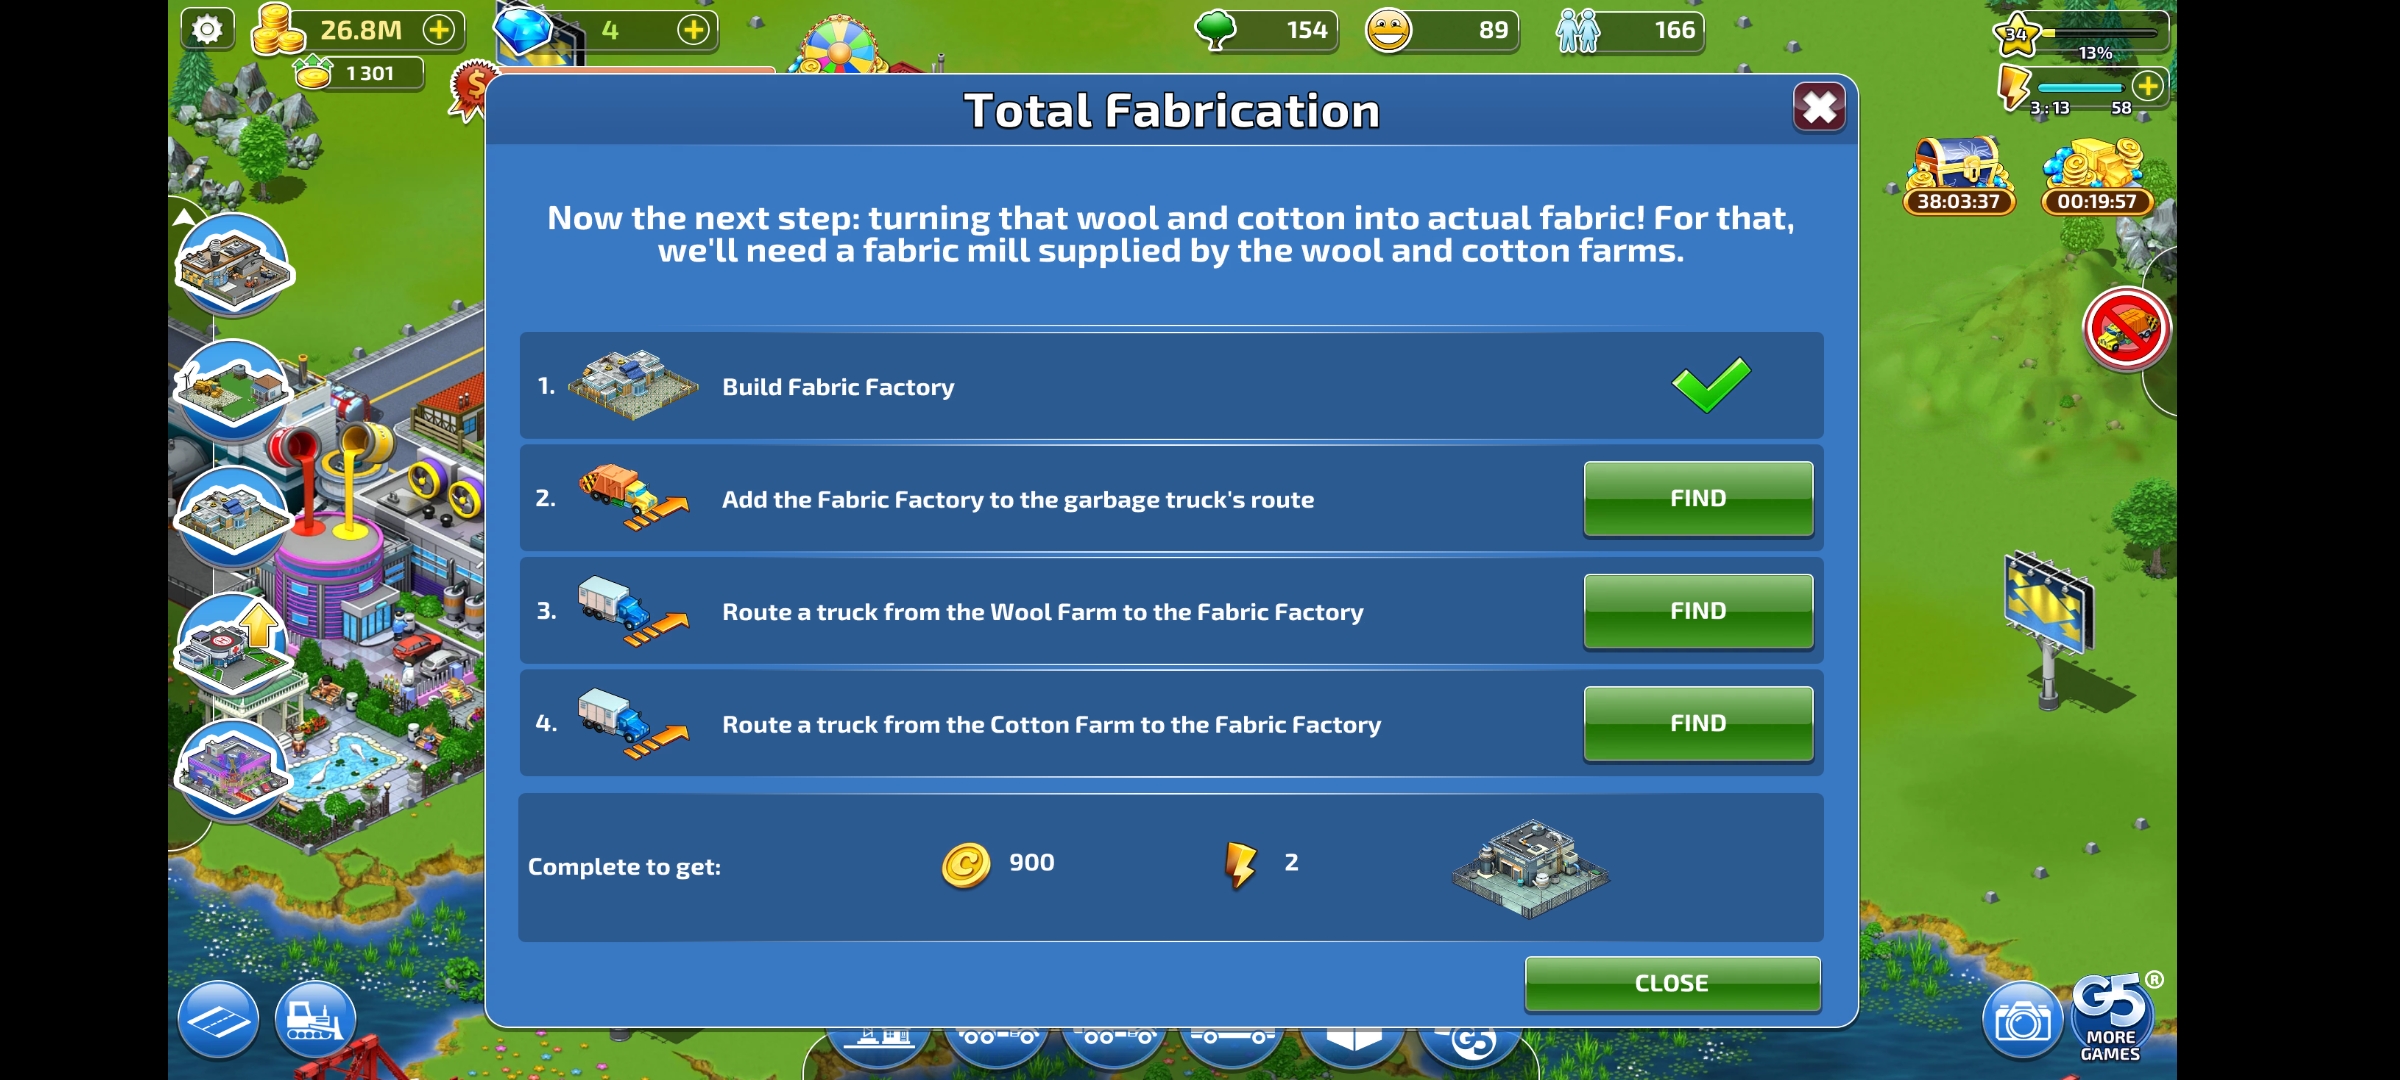 26.8M
4
154
89
166
34
13%
1 301
3:13
58
Total Fabrication
38:03:37
00:19:57
Now the next step: turning that wool and cotton into actual fabric! For that,
we'll need a fabric mill supplied by the wool and cotton farms.
1.
Build Fabric Factory
2.
Add the Fabric Factory to the garbage truck's route
FIND
3.
Route a truck from the Wool Farm to the Fabric Factory
FIND
4.
Route a truck from the Cotton Farm to the Fabric Factory
FIND
Complete to get:
900
2
CLOSE
G5
G5®
MORE
GAMES